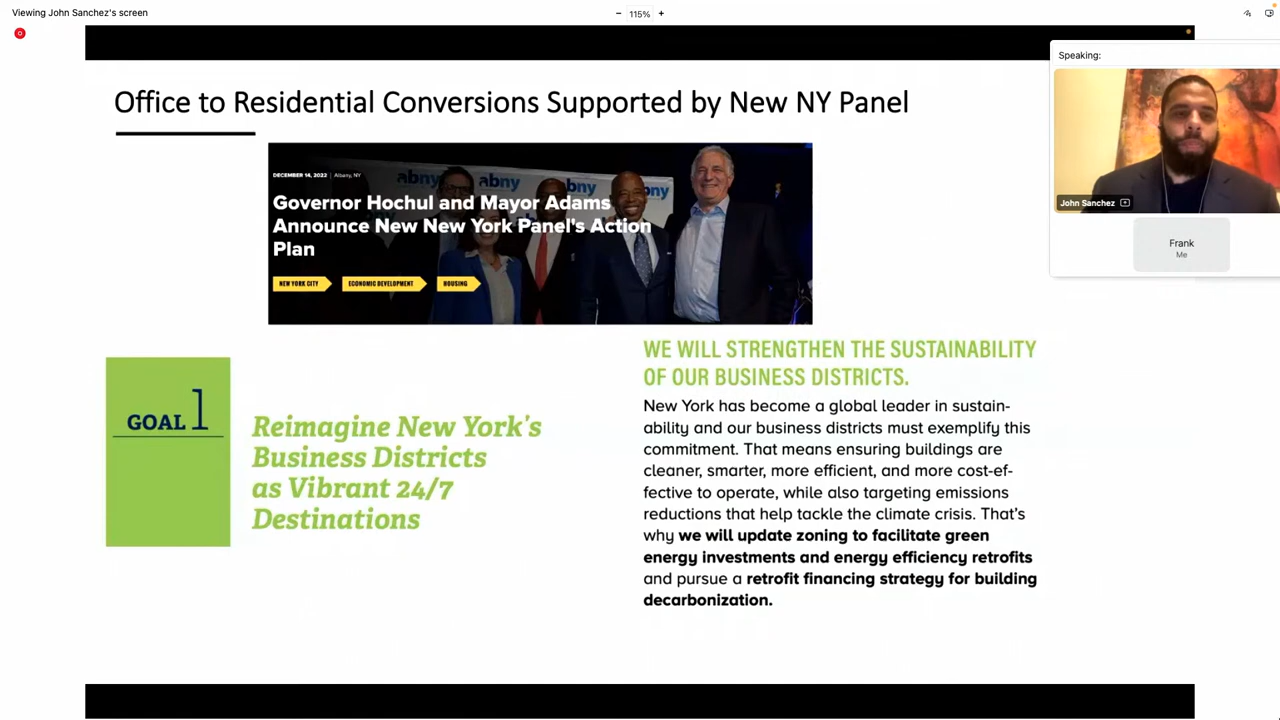 Viewing John Sanchez's screen
− 115% +
Speaking:
John Sanchez
Frank
Me
Office to Residential Conversions Supported by New NY Panel
abny
abny
abny
bny
DECEMBER 14, 2022 | Albany, NY
Governor Hochul and Mayor Adams
Announce New New York Panel's Action
Plan
NEW YORK CITY
ECONOMIC DEVELOPMENT
HOUSING
GOAL 1
Reimagine New York's
Business Districts
as Vibrant 24/7
Destinations
WE WILL STRENGTHEN THE SUSTAINABILITY
OF OUR BUSINESS DISTRICTS.
New York has become a global leader in sustain-
ability and our business districts must exemplify this
commitment. That means ensuring buildings are
cleaner, smarter, more efficient, and more cost-ef-
fective to operate, while also targeting emissions
reductions that help tackle the climate crisis. That's
why we will update zoning to facilitate green
energy investments and energy efficiency retrofits
and pursue a retrofit financing strategy for building
decarbonization.